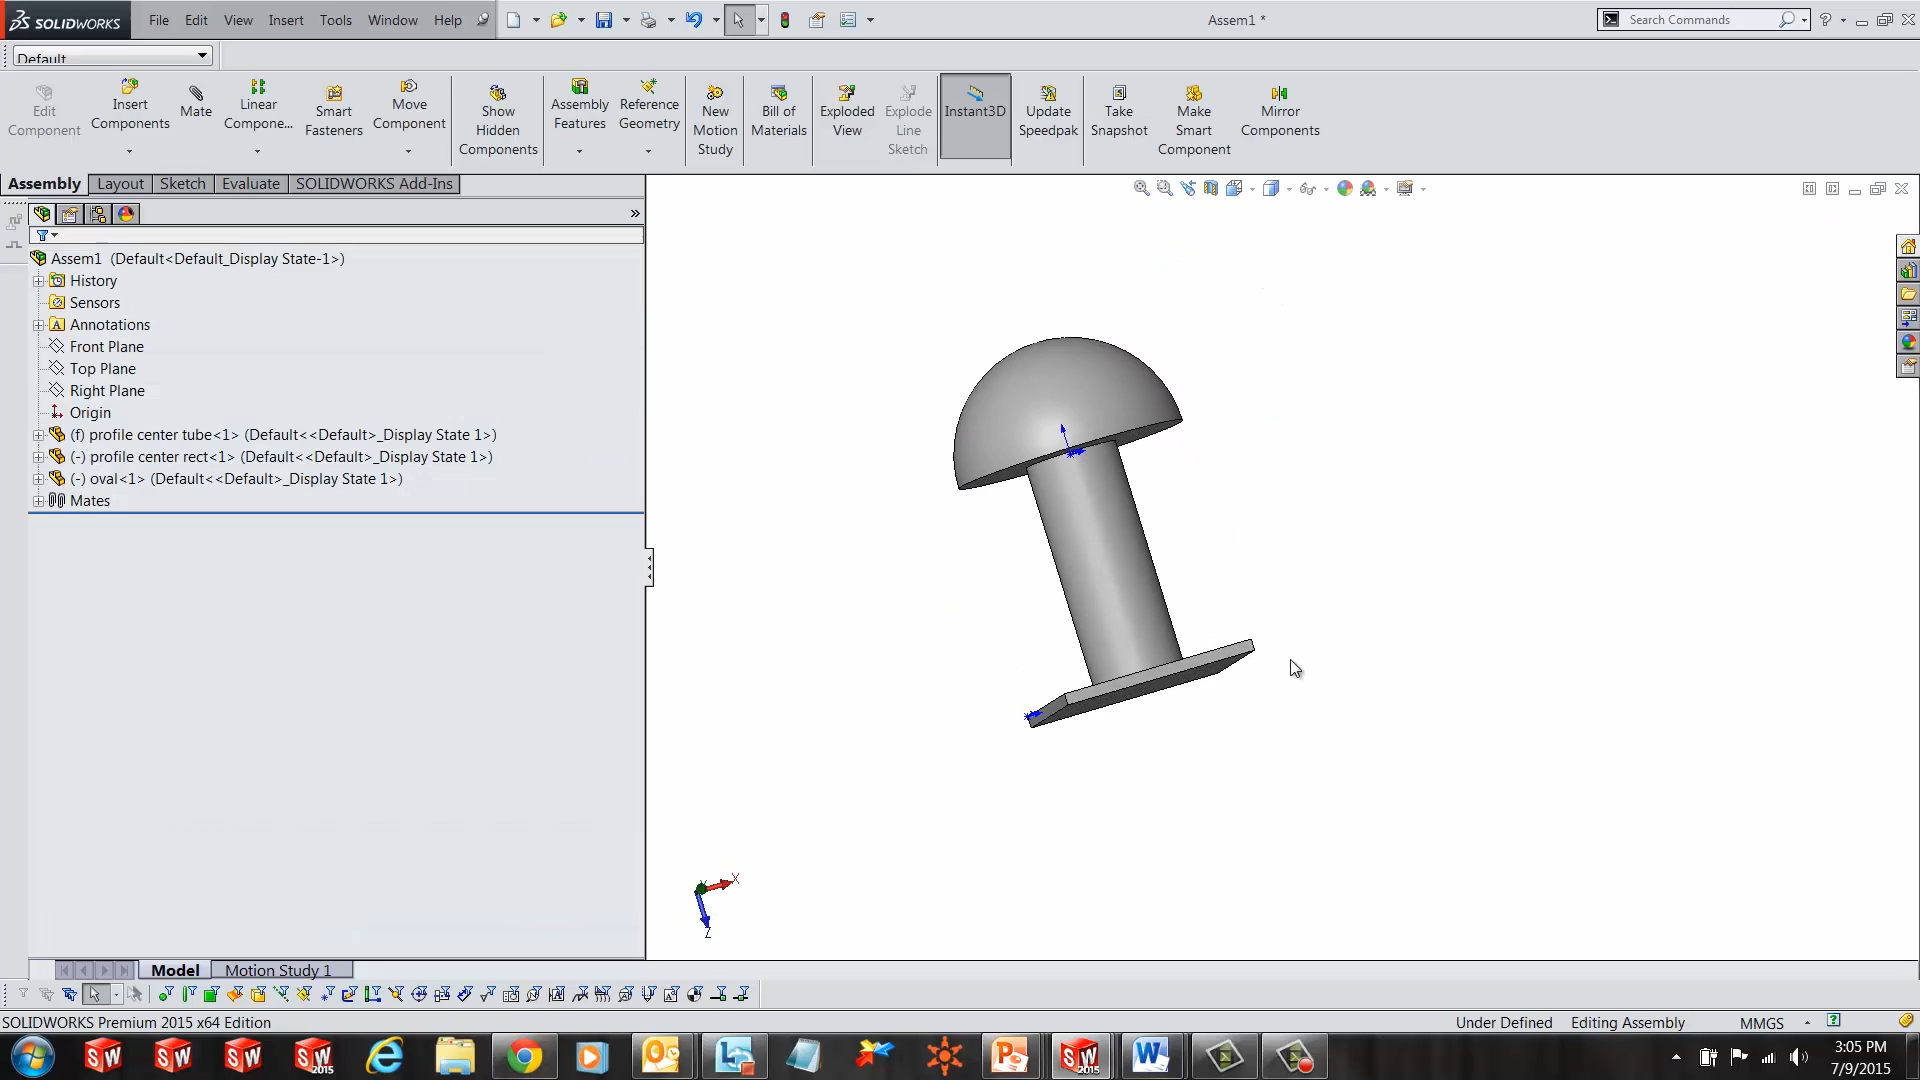 SOLIDWORKS File Edit View Insert Tools Window Help Assem1 * Search Commands
Default
Edit Component
Insert Components
Mate
Linear Compone...
Smart Fasteners
Move Component
Show Hidden Components
Assembly Features
Reference Geometry
New Motion Study
Bill of Materials
Exploded View
Explode Line Sketch
Instant3D
Update Speedpak
Take Snapshot
Make Smart Component
Mirror Components
Assembly Layout Sketch Evaluate SOLIDWORKS Add-Ins
Assem1 (Default<Default_Display State-1>)
History
Sensors
Annotations
Front Plane
Top Plane
Right Plane
Origin
(f) profile center tube<1> (Default<<Default>_Display State 1>)
(-) profile center rect<1> (Default<<Default>_Display State 1>)
(-) oval<1> (Default<<Default>_Display State 1>)
Mates
X
Z
Model Motion Study 1
SOLIDWORKS Premium 2015 x64 Edition Under Defined Editing Assembly MMGS
3:05 PM
7/9/2015